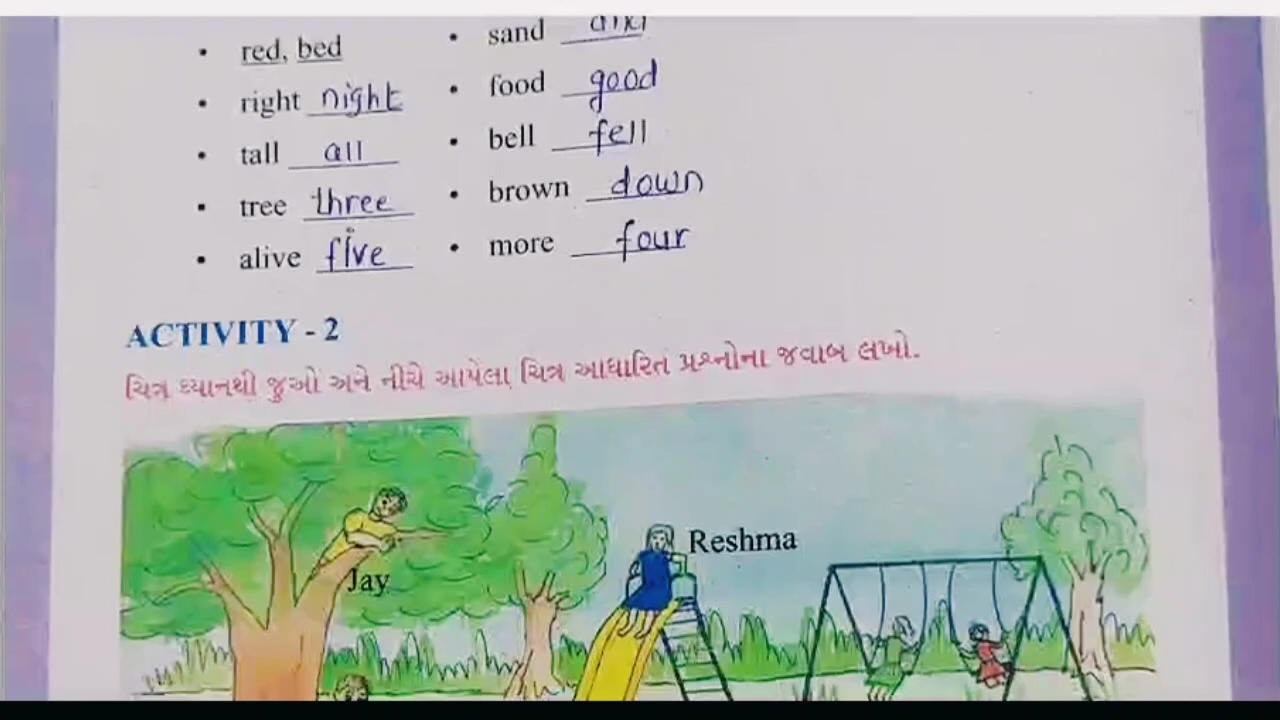 red, bed
right night
tall all
tree three
alive five
sand
food good
bell fell
brown down
more four
ACTIVITY - 2
ચિત્ર ધ્યાનથી જુઓ અને નીચે આપેલા ચિત્ર આધારિત પ્રશ્નોના જવાબ લખો.
Reshma
Jay